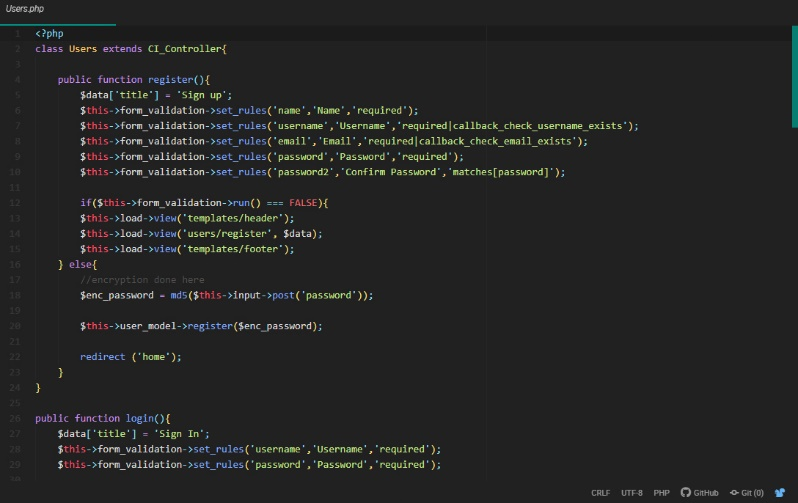 Users.php
1 <?php
2 class Users extends CI_Controller{
3
4 public function register(){
5 $data['title'] = 'Sign up';
6 $this->form_validation->set_rules('name','Name','required');
7 $this->form_validation->set_rules('username','Username','required|callback_check_username_exists');
8 $this->form_validation->set_rules('email','Email','required|callback_check_email_exists');
9 $this->form_validation->set_rules('password','Password','required');
10 $this->form_validation->set_rules('password2','Confirm Password','matches[password]');
11
12 if($this->form_validation->run() === FALSE){
13 $this->load->view('templates/header');
14 $this->load->view('users/register', $data);
15 $this->load->view('templates/footer');
16 } else{
17 //encryption done here
18 $enc_password = md5($this->input->post('password'));
19
20 $this->user_model->register($enc_password);
21
22 redirect ('home');
23 }
24 }
25
26 public function login(){
27 $data['title'] = 'Sign In';
28 $this->form_validation->set_rules('username','Username','required');
29 $this->form_validation->set_rules('password','Password','required');
30
CRLF UTF-8 PHP GitHub Git (0)